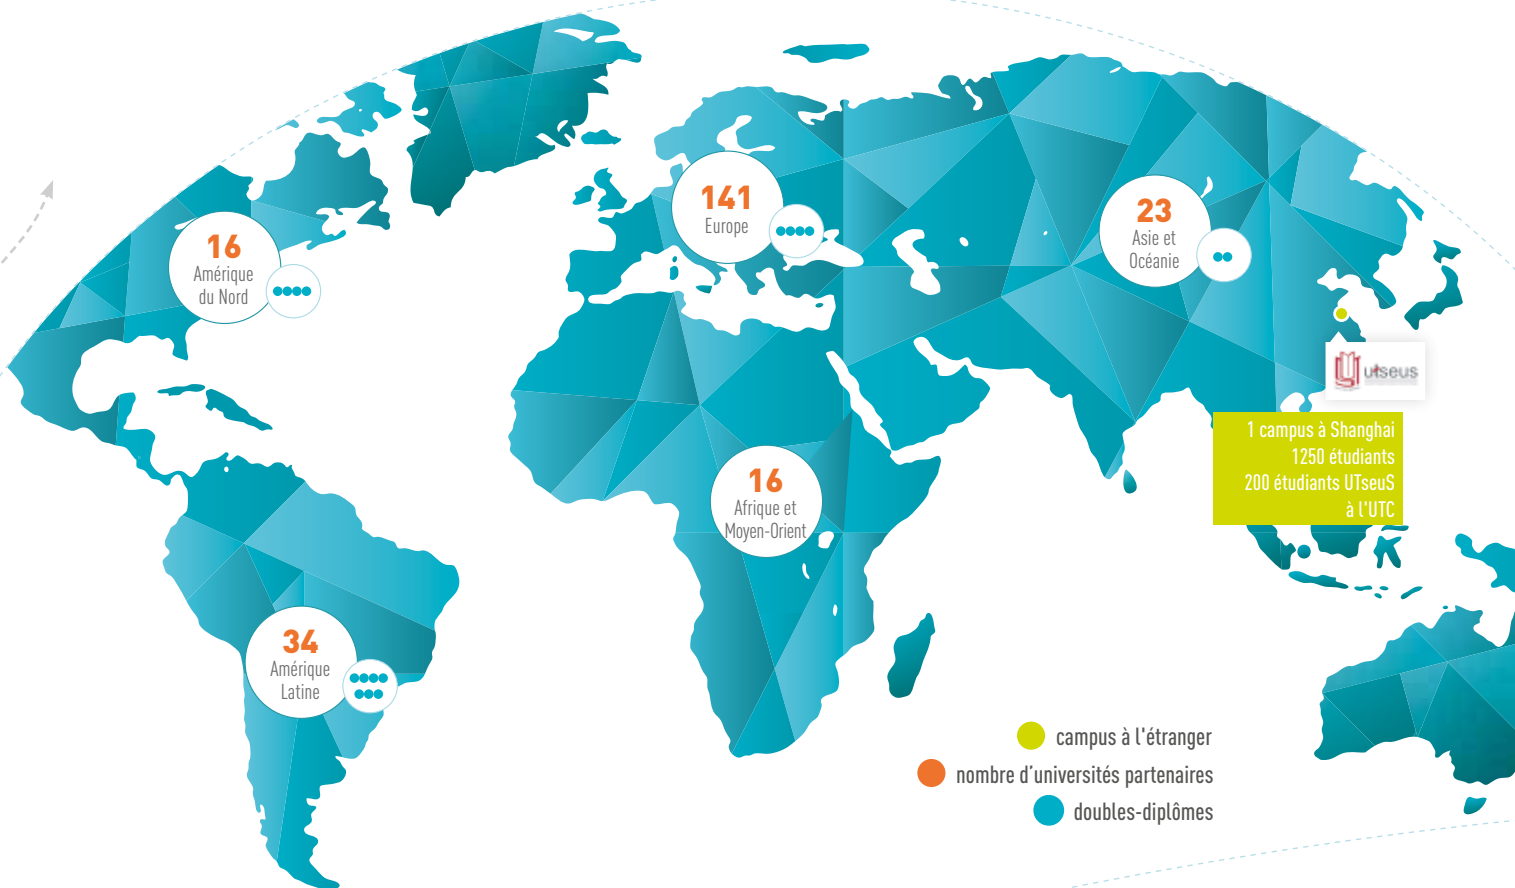 16
Amérique
du Nord
141
Europe
23
Asie et
Océanie
utseus
1 campus à Shanghai
1250 étudiants
200 étudiants UTseuS
à l'UTC
16
Afrique et
Moyen-Orient
34
Amérique
Latine
campus à l'étranger
nombre d’universités partenaires
doubles-diplômes